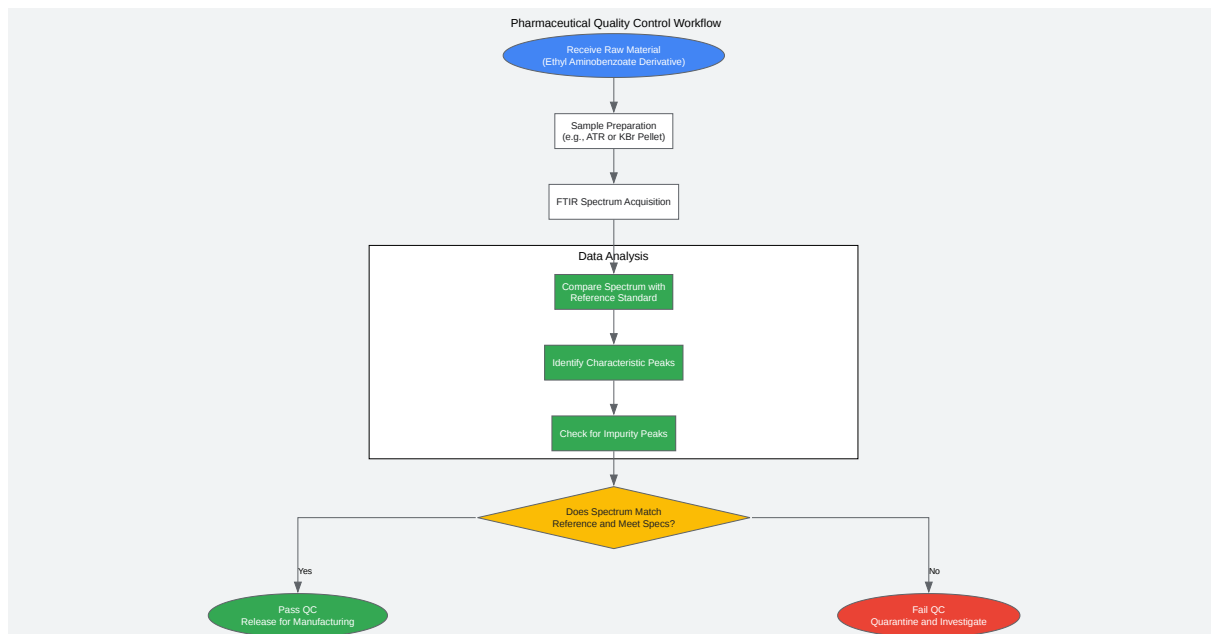 Pharmaceutical Quality Control Workflow
Receive Raw Material
(Ethyl Aminobenzoate Derivative)
Sample Preparation
(e.g., ATR or KBr Pellet)
FTIR Spectrum Acquisition
Data Analysis
Compare Spectrum with
Reference Standard
Identify Characteristic Peaks
Check for Impurity Peaks
Does Spectrum Match
Reference and Meet Specs?
Yes
No
Pass QC
Release for Manufacturing
Fail QC
Quarantine and Investigate